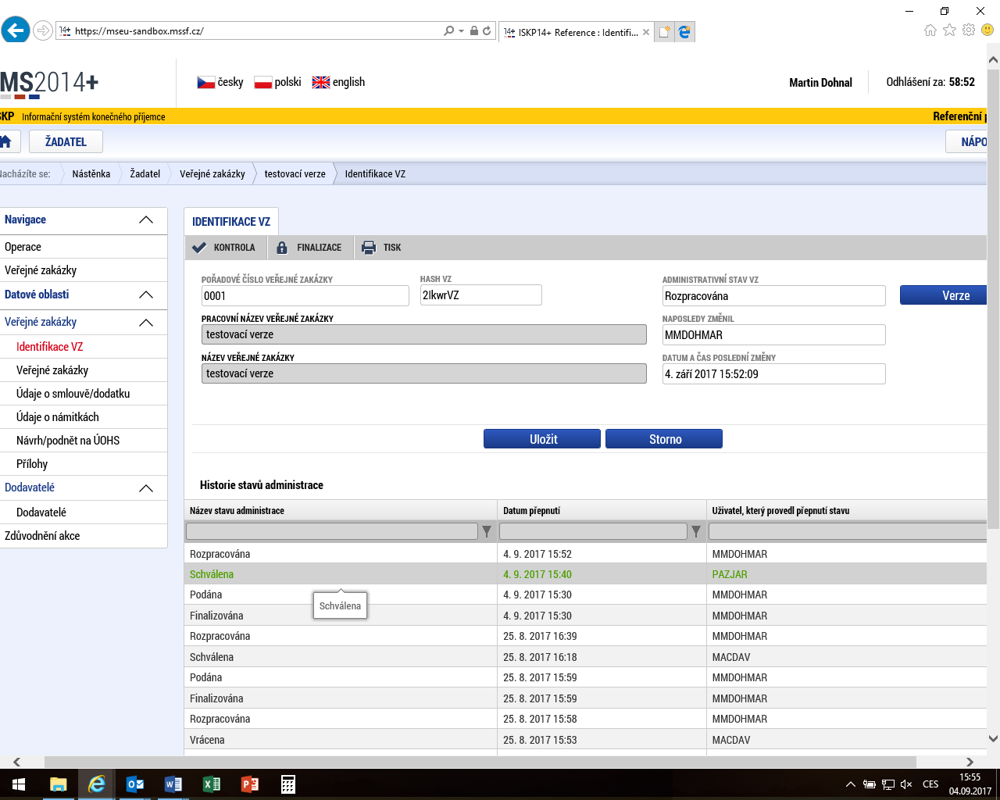 https://mseu-sandbox.mssf.cz/
14+ ISKP14+ Reference : Identifi...
MS2014+
česky polski english
Martin Dohnal
Odhlášení za: 58:52
Informační systém konečného příjemce
Referenční
ŽADATEL
Nástěnka Žadatel Veřejné zakázky testovací verze Identifikace VZ
Navigace
Operace
Veřejné zakázky
Datové oblasti
Veřejné zakázky
Identifikace VZ
Veřejné zakázky
Údaje o smlouvě/dodatku
Údaje o námitkách
Návrh/podnět na ÚOHS
Přílohy
Dodavatelé
Dodavatelé
Zdůvodnění akce
IDENTIFIKACE VZ
KONTROLA FINALIZACE TISK
POŘADOVÉ ČÍSLO VEŘEJNÉ ZAKÁZKY HASH VZ ADMINISTRATIVNÍ STAV VZ
0001 2IkwrVZ Rozpracována Verze
PRACOVNÍ NÁZEV VEŘEJNÉ ZAKÁZKY NAPOSLEDY ZMĚNIL
testovací verze MMDOHMAR
NÁZEV VEŘEJNÉ ZAKÁZKY DATUM A ČAS POSLEDNÍ ZMĚNY
testovací verze 4. září 2017 15:52:09
Uložit Storno
Historie stavů administrace
Název stavu administrace Datum přepnutí Uživatel, který provedl přepnutí stavu
Rozpracována 4. 9. 2017 15:52 MMDOHMAR
Schválena 4. 9. 2017 15:40 PAZJAR
Podána 4. 9. 2017 15:30 MMDOHMAR
Schválena
Finalizována 4. 9. 2017 15:30 MMDOHMAR
Rozpracována 25. 8. 2017 16:39 MMDOHMAR
Schválena 25. 8. 2017 16:18 MACDAV
Podána 25. 8. 2017 15:59 MMDOHMAR
Finalizována 25. 8. 2017 15:59 MMDOHMAR
Rozpracována 25. 8. 2017 15:58 MMDOHMAR
Vrácena 25. 8. 2017 15:53 MACDAV
CES
15:55
04.09.2017